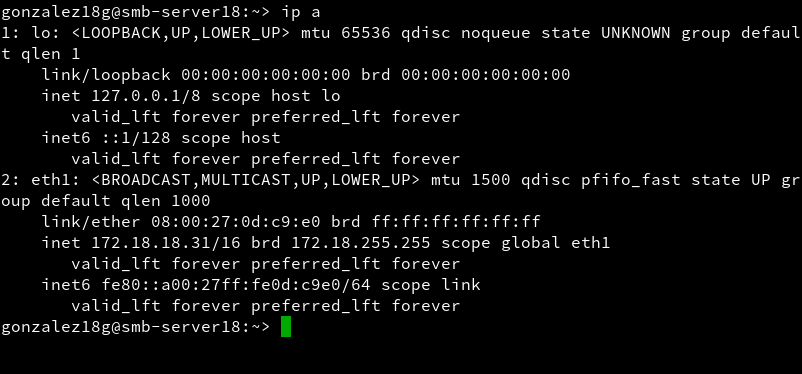 gonzalez18g@smb-server18:~> ip a
1: lo: <LOOPBACK,UP,LOWER_UP> mtu 65536 qdisc noqueue state UNKNOWN group defaul
t qlen 1
    link/loopback 00:00:00:00:00:00 brd 00:00:00:00:00:00
    inet 127.0.0.1/8 scope host lo
       valid_lft forever preferred_lft forever
    inet6 ::1/128 scope host
       valid_lft forever preferred_lft forever
2: eth1: <BROADCAST,MULTICAST,UP,LOWER_UP> mtu 1500 qdisc pfifo_fast state UP gr
oup default qlen 1000
    link/ether 08:00:27:0d:c9:e0 brd ff:ff:ff:ff:ff:ff
    inet 172.18.18.31/16 brd 172.18.255.255 scope global eth1
       valid_lft forever preferred_lft forever
    inet6 fe80::a00:27ff:fe0d:c9e0/64 scope link
       valid_lft forever preferred_lft forever
gonzalez18g@smb-server18:~>